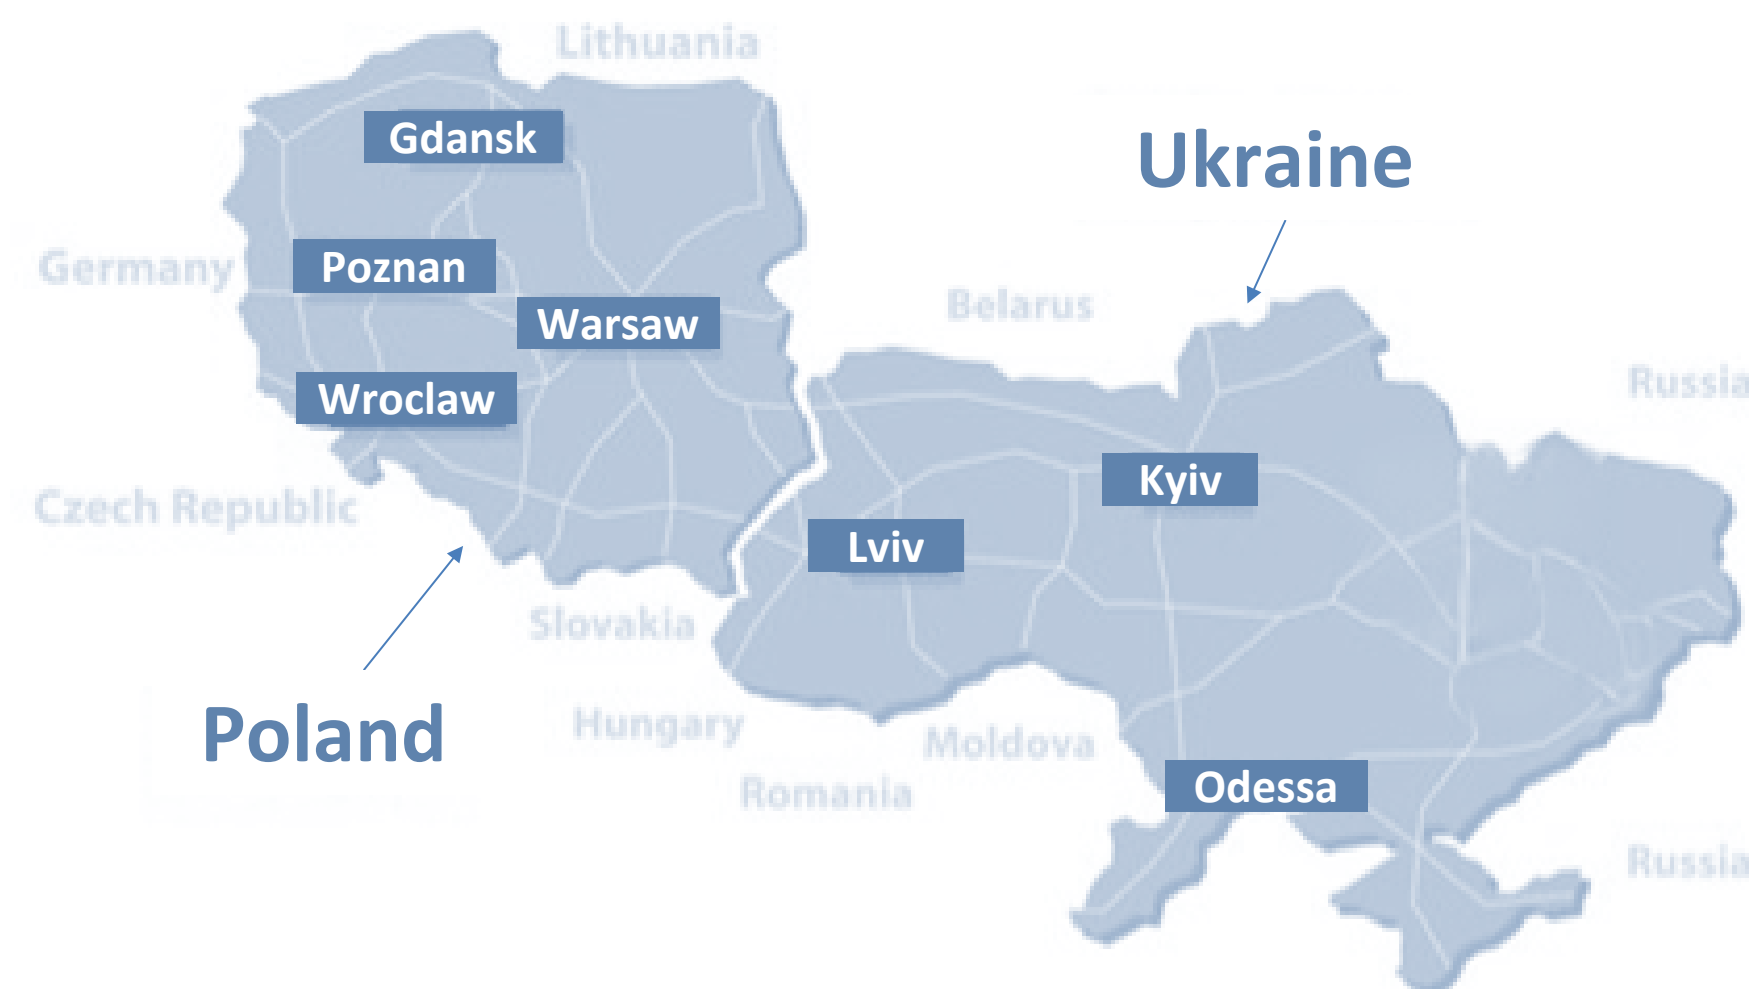 Lithuania
Gdansk
Ukraine
Germany
Poznan
Belarus
Warsaw
Russia
Wroclaw
Kyiv
Czech Republic
Lviv
Slovakia
Poland
Hungary
Moldova
Odessa
Romania
Russia